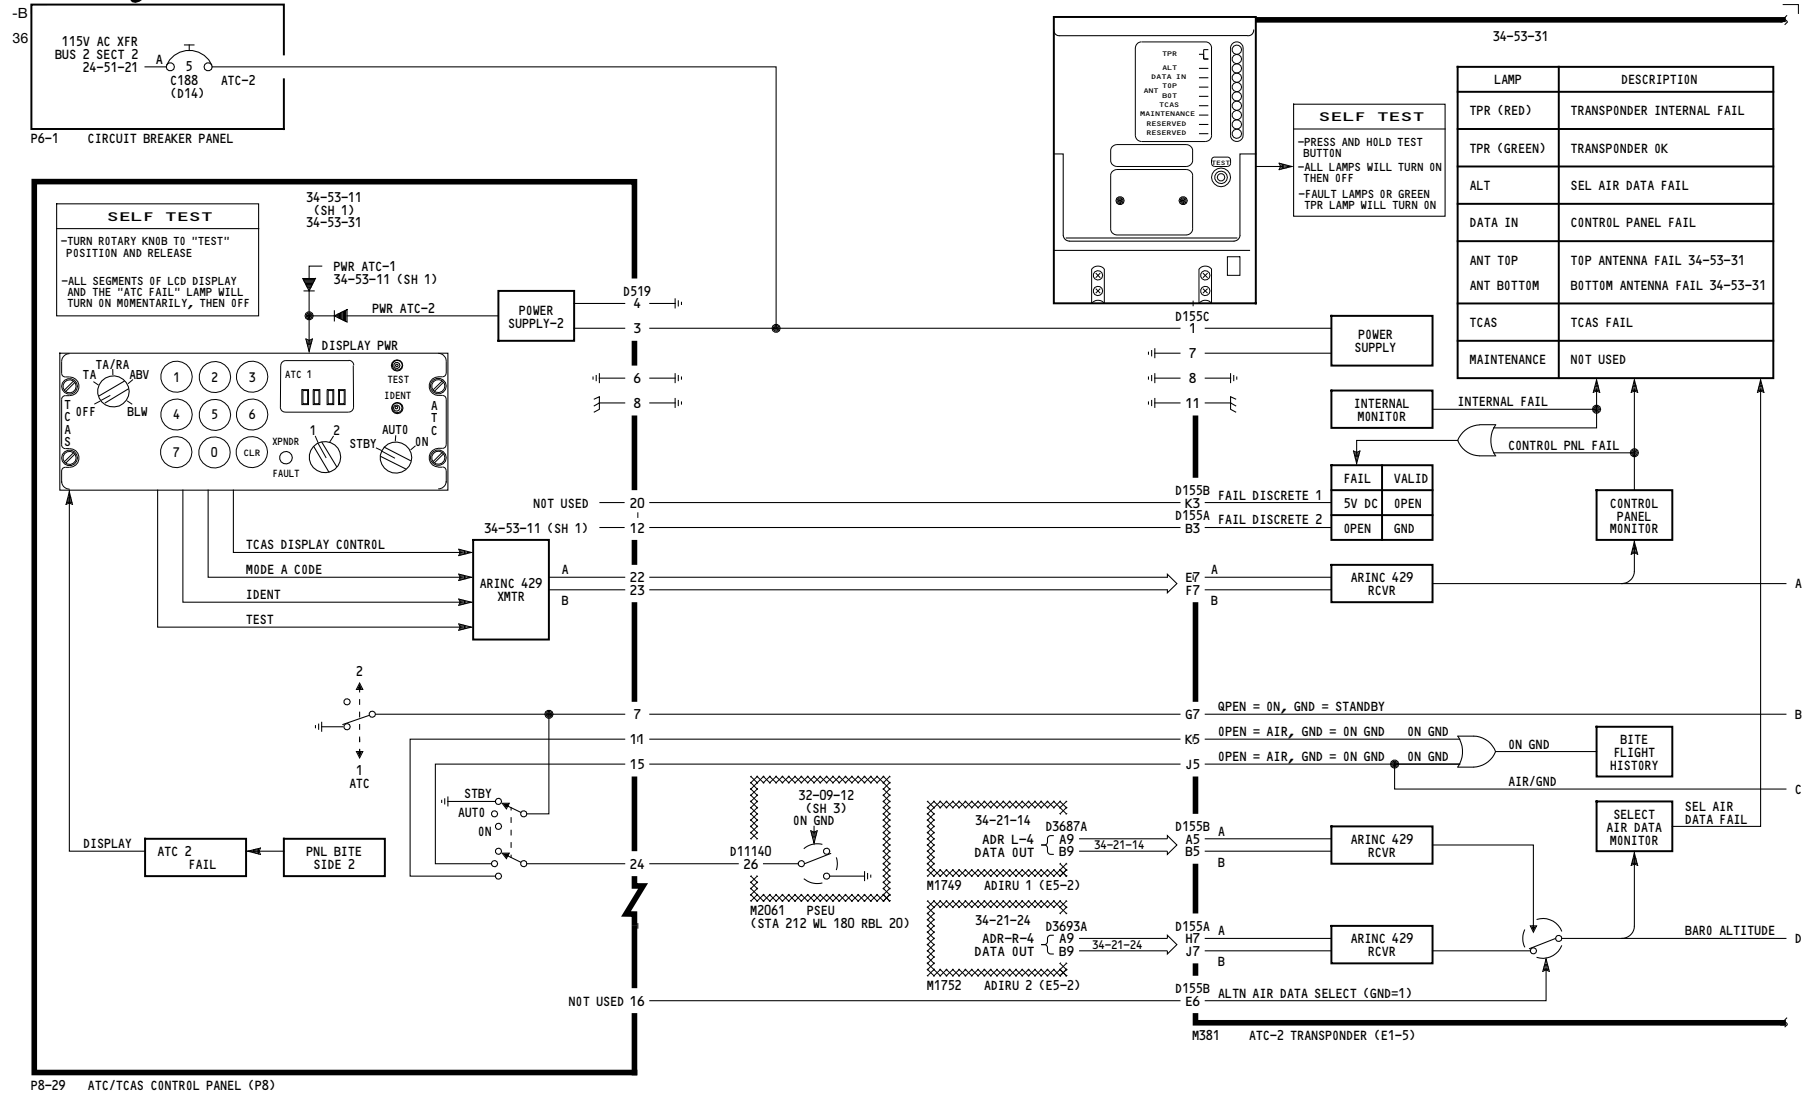 -B
36
115V AC XFR
BUS 2 SECT 2
24-51-21
A
5
C188
(D14)
ATC-2
P6-1 CIRCUIT BREAKER PANEL
34-53-11
(SH 1)
34-53-31
SELF TEST
-TURN ROTARY KNOB TO "TEST"
POSITION AND RELEASE
-ALL SEGMENTS OF LCD DISPLAY
AND THE "ATC FAIL" LAMP WILL
TURN ON MOMENTARILY, THEN OFF
PWR ATC-1
34-53-11 (SH 1)
PWR ATC-2
POWER
SUPPLY-2
DISPLAY PWR
D519
4
3
6
8
TCAS
OFF
TA
TA/RA
ABV
BLW
1
2
3
4
5
6
7
0
CLR
ATC 1
TEST
IDENT
XPNDR
FAULT
1 2
STBY
AUTO
ON
ATC
NOT USED 20
34-53-11 (SH 1) 12
TCAS DISPLAY CONTROL
MODE A CODE
IDENT
TEST
ARINC 429
XMTR
A 22
23
B
2
1
ATC
7
11
15
STBY
AUTO
ON
24
DISPLAY
ATC 2
FAIL
PNL BITE
SIDE 2
NOT USED 16
P8-29 ATC/TCAS CONTROL PANEL (P8)
32-09-12
(SH 3)
ON GND
D11140
26
M2061 PSEU
(STA 212 WL 180 RBL 20)
34-21-14
ADR L-4
DATA OUT
D3687A
A9
B9
34-21-14
M1749 ADIRU 1 (E5-2)
34-21-24
ADR-R-4
DATA OUT
D3693A
A9
B9
34-21-24
M1752 ADIRU 2 (E5-2)
TPR
ALT
DATA IN
TOP
ANT
BOT
TCAS
MAINTENANCE
RESERVED
RESERVED
TEST
SELF TEST
-PRESS AND HOLD TEST
BUTTON
-ALL LAMPS WILL TURN ON
THEN OFF
-FAULT LAMPS OR GREEN
TPR LAMP WILL TURN ON
34-53-31
LAMP DESCRIPTION
TPR (RED) TRANSPONDER INTERNAL FAIL
TPR (GREEN) TRANSPONDER OK
ALT SEL AIR DATA FAIL
DATA IN CONTROL PANEL FAIL
ANT TOP TOP ANTENNA FAIL 34-53-31
ANT BOTTOM BOTTOM ANTENNA FAIL 34-53-31
TCAS TCAS FAIL
MAINTENANCE NOT USED
D155C
1
7
8
11
POWER
SUPPLY
INTERNAL
MONITOR
INTERNAL FAIL
CONTROL PNL FAIL
FAIL VALID
5V DC OPEN
OPEN GND
D155B
K3 FAIL DISCRETE 1
D155A
B3 FAIL DISCRETE 2
CONTROL
PANEL
MONITOR
E7 A
F7
B
ARINC 429
RCVR
A
G7 OPEN = ON, GND = STANDBY
B
K5 OPEN = AIR, GND = ON GND ON GND
J5 OPEN = AIR, GND = ON GND ON GND
ON GND
BITE
FLIGHT
HISTORY
AIR/GND
C
D155B
A5 A
B5
B
ARINC 429
RCVR
SELECT
AIR DATA
MONITOR
SEL AIR
DATA FAIL
D155A
H7 A
J7
B
ARINC 429
RCVR
BARO ALTITUDE
D
D155B
E6 ALTN AIR DATA SELECT (GND=1)
M381 ATC-2 TRANSPONDER (E1-5)